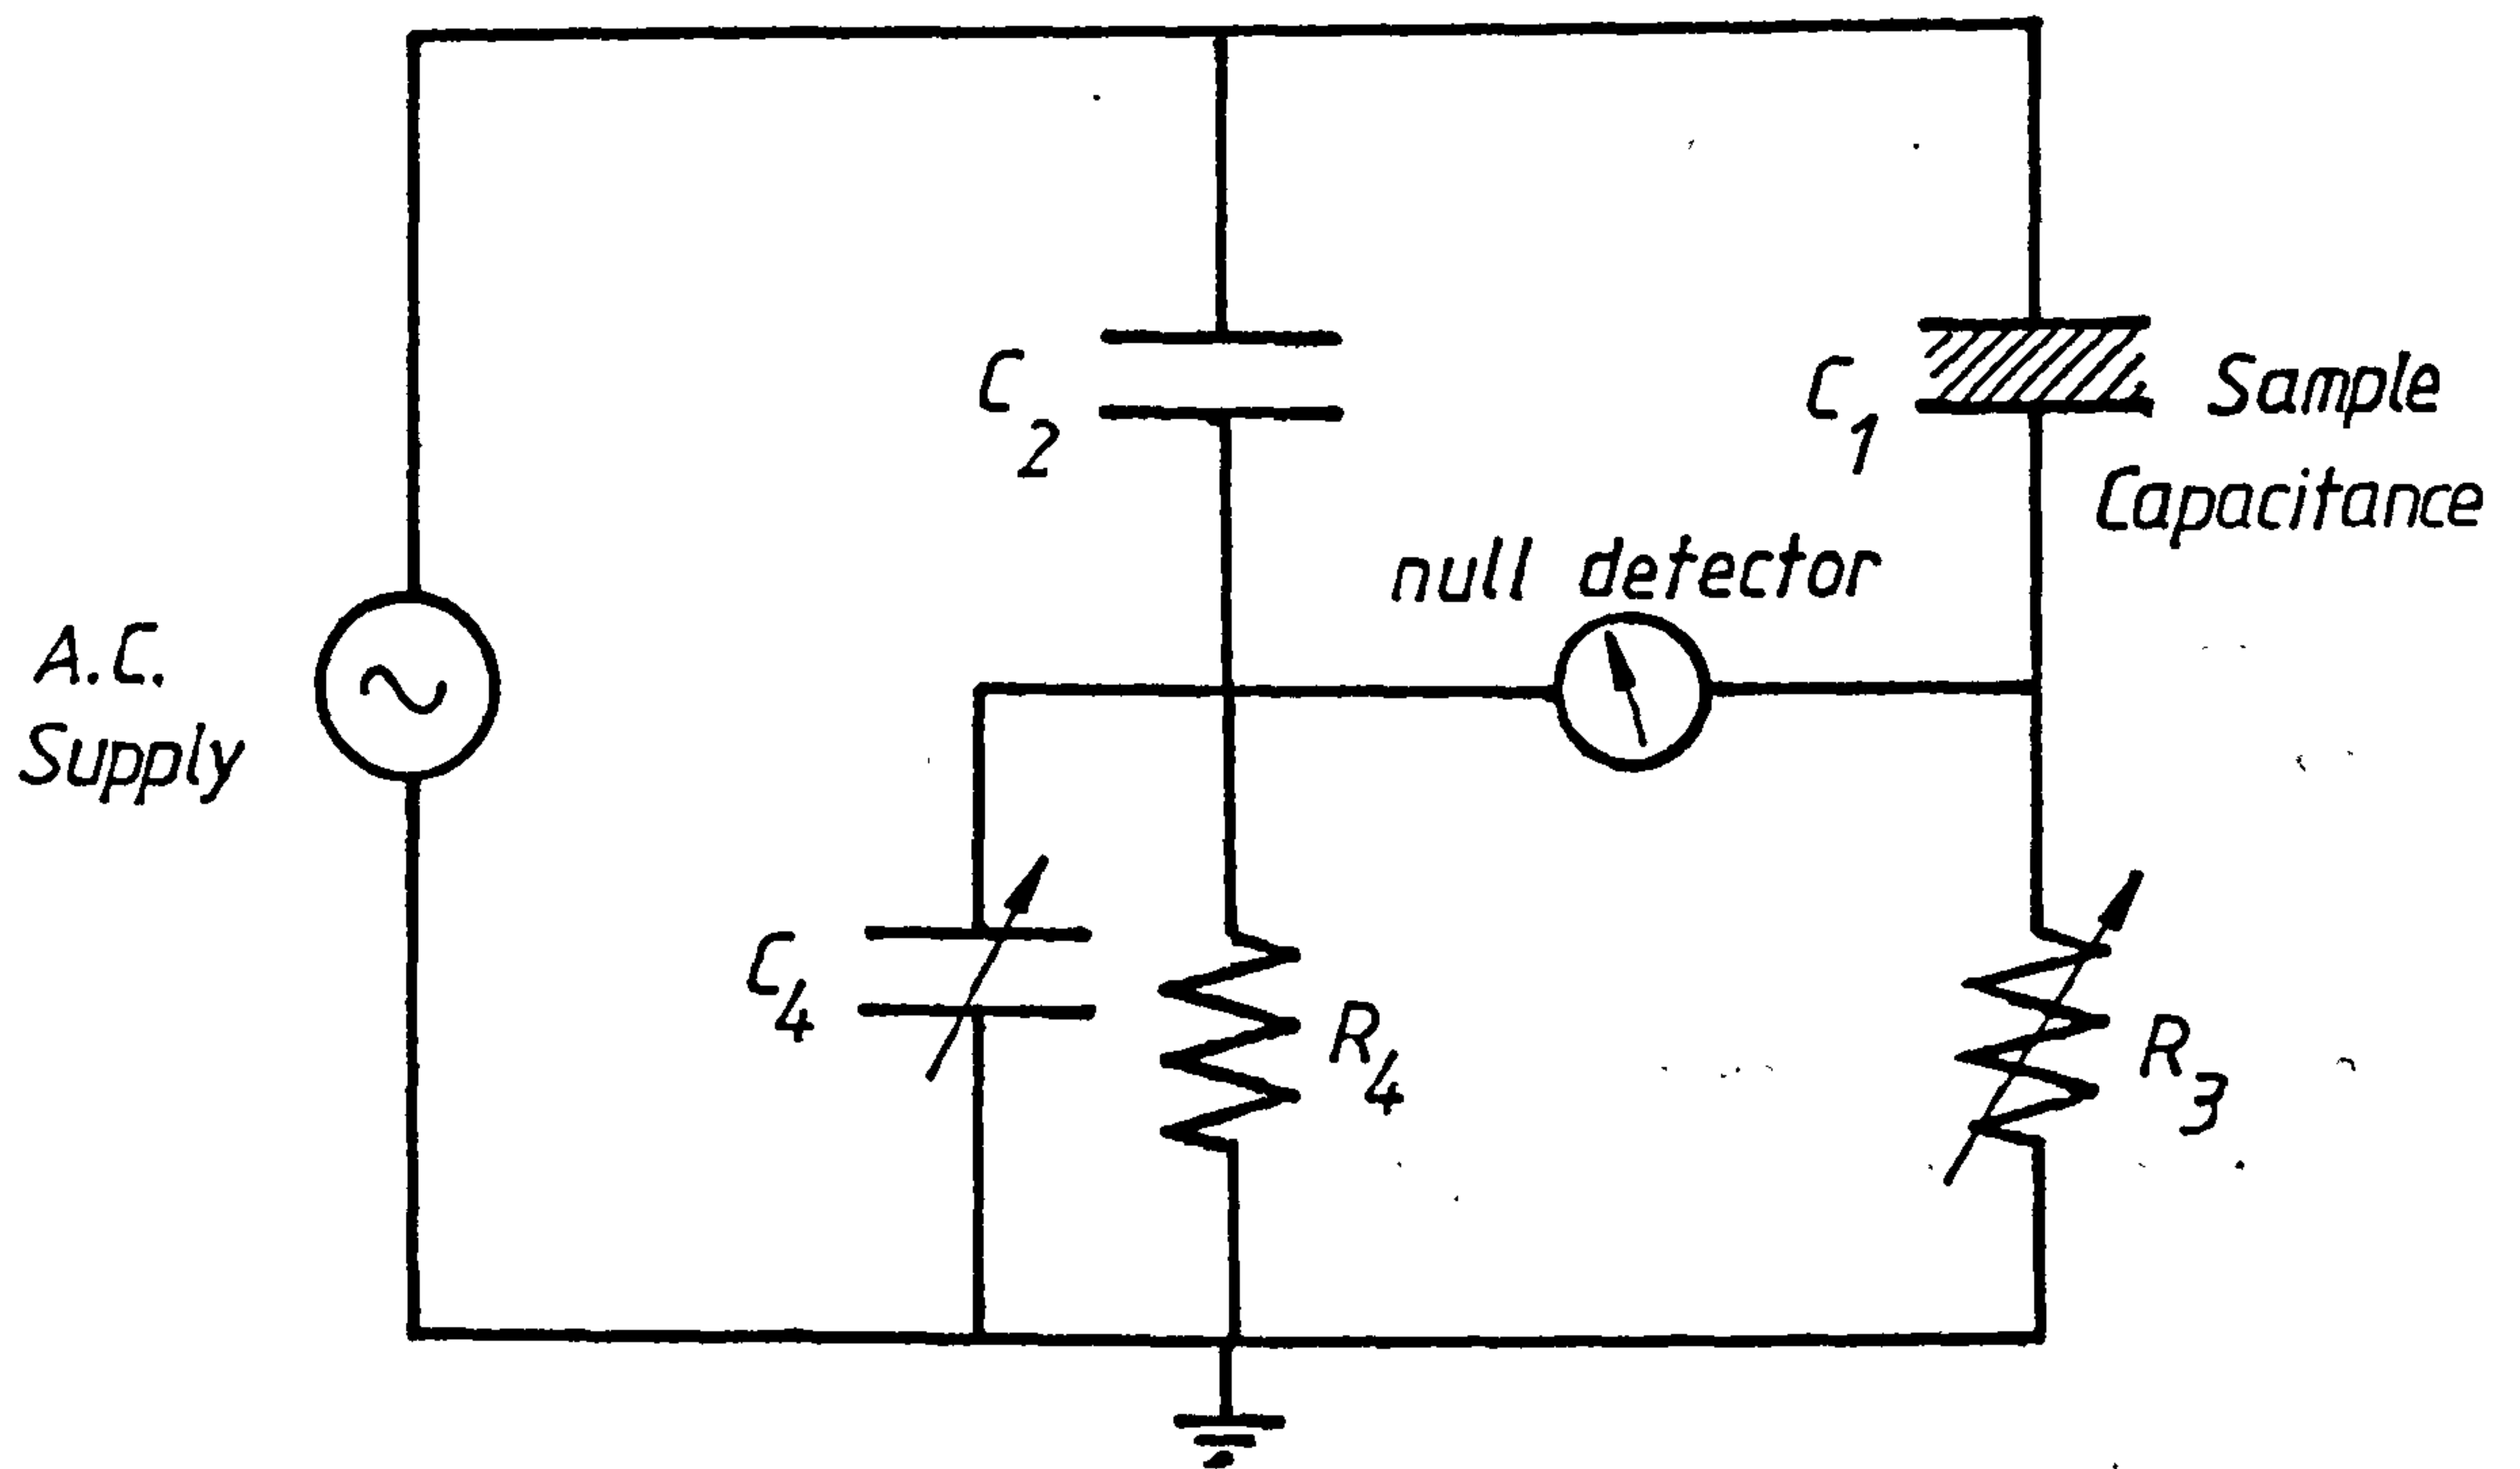 C2
C1
Sample
Capacitance
null detector
A.C.
Supply
C4
R4
R3